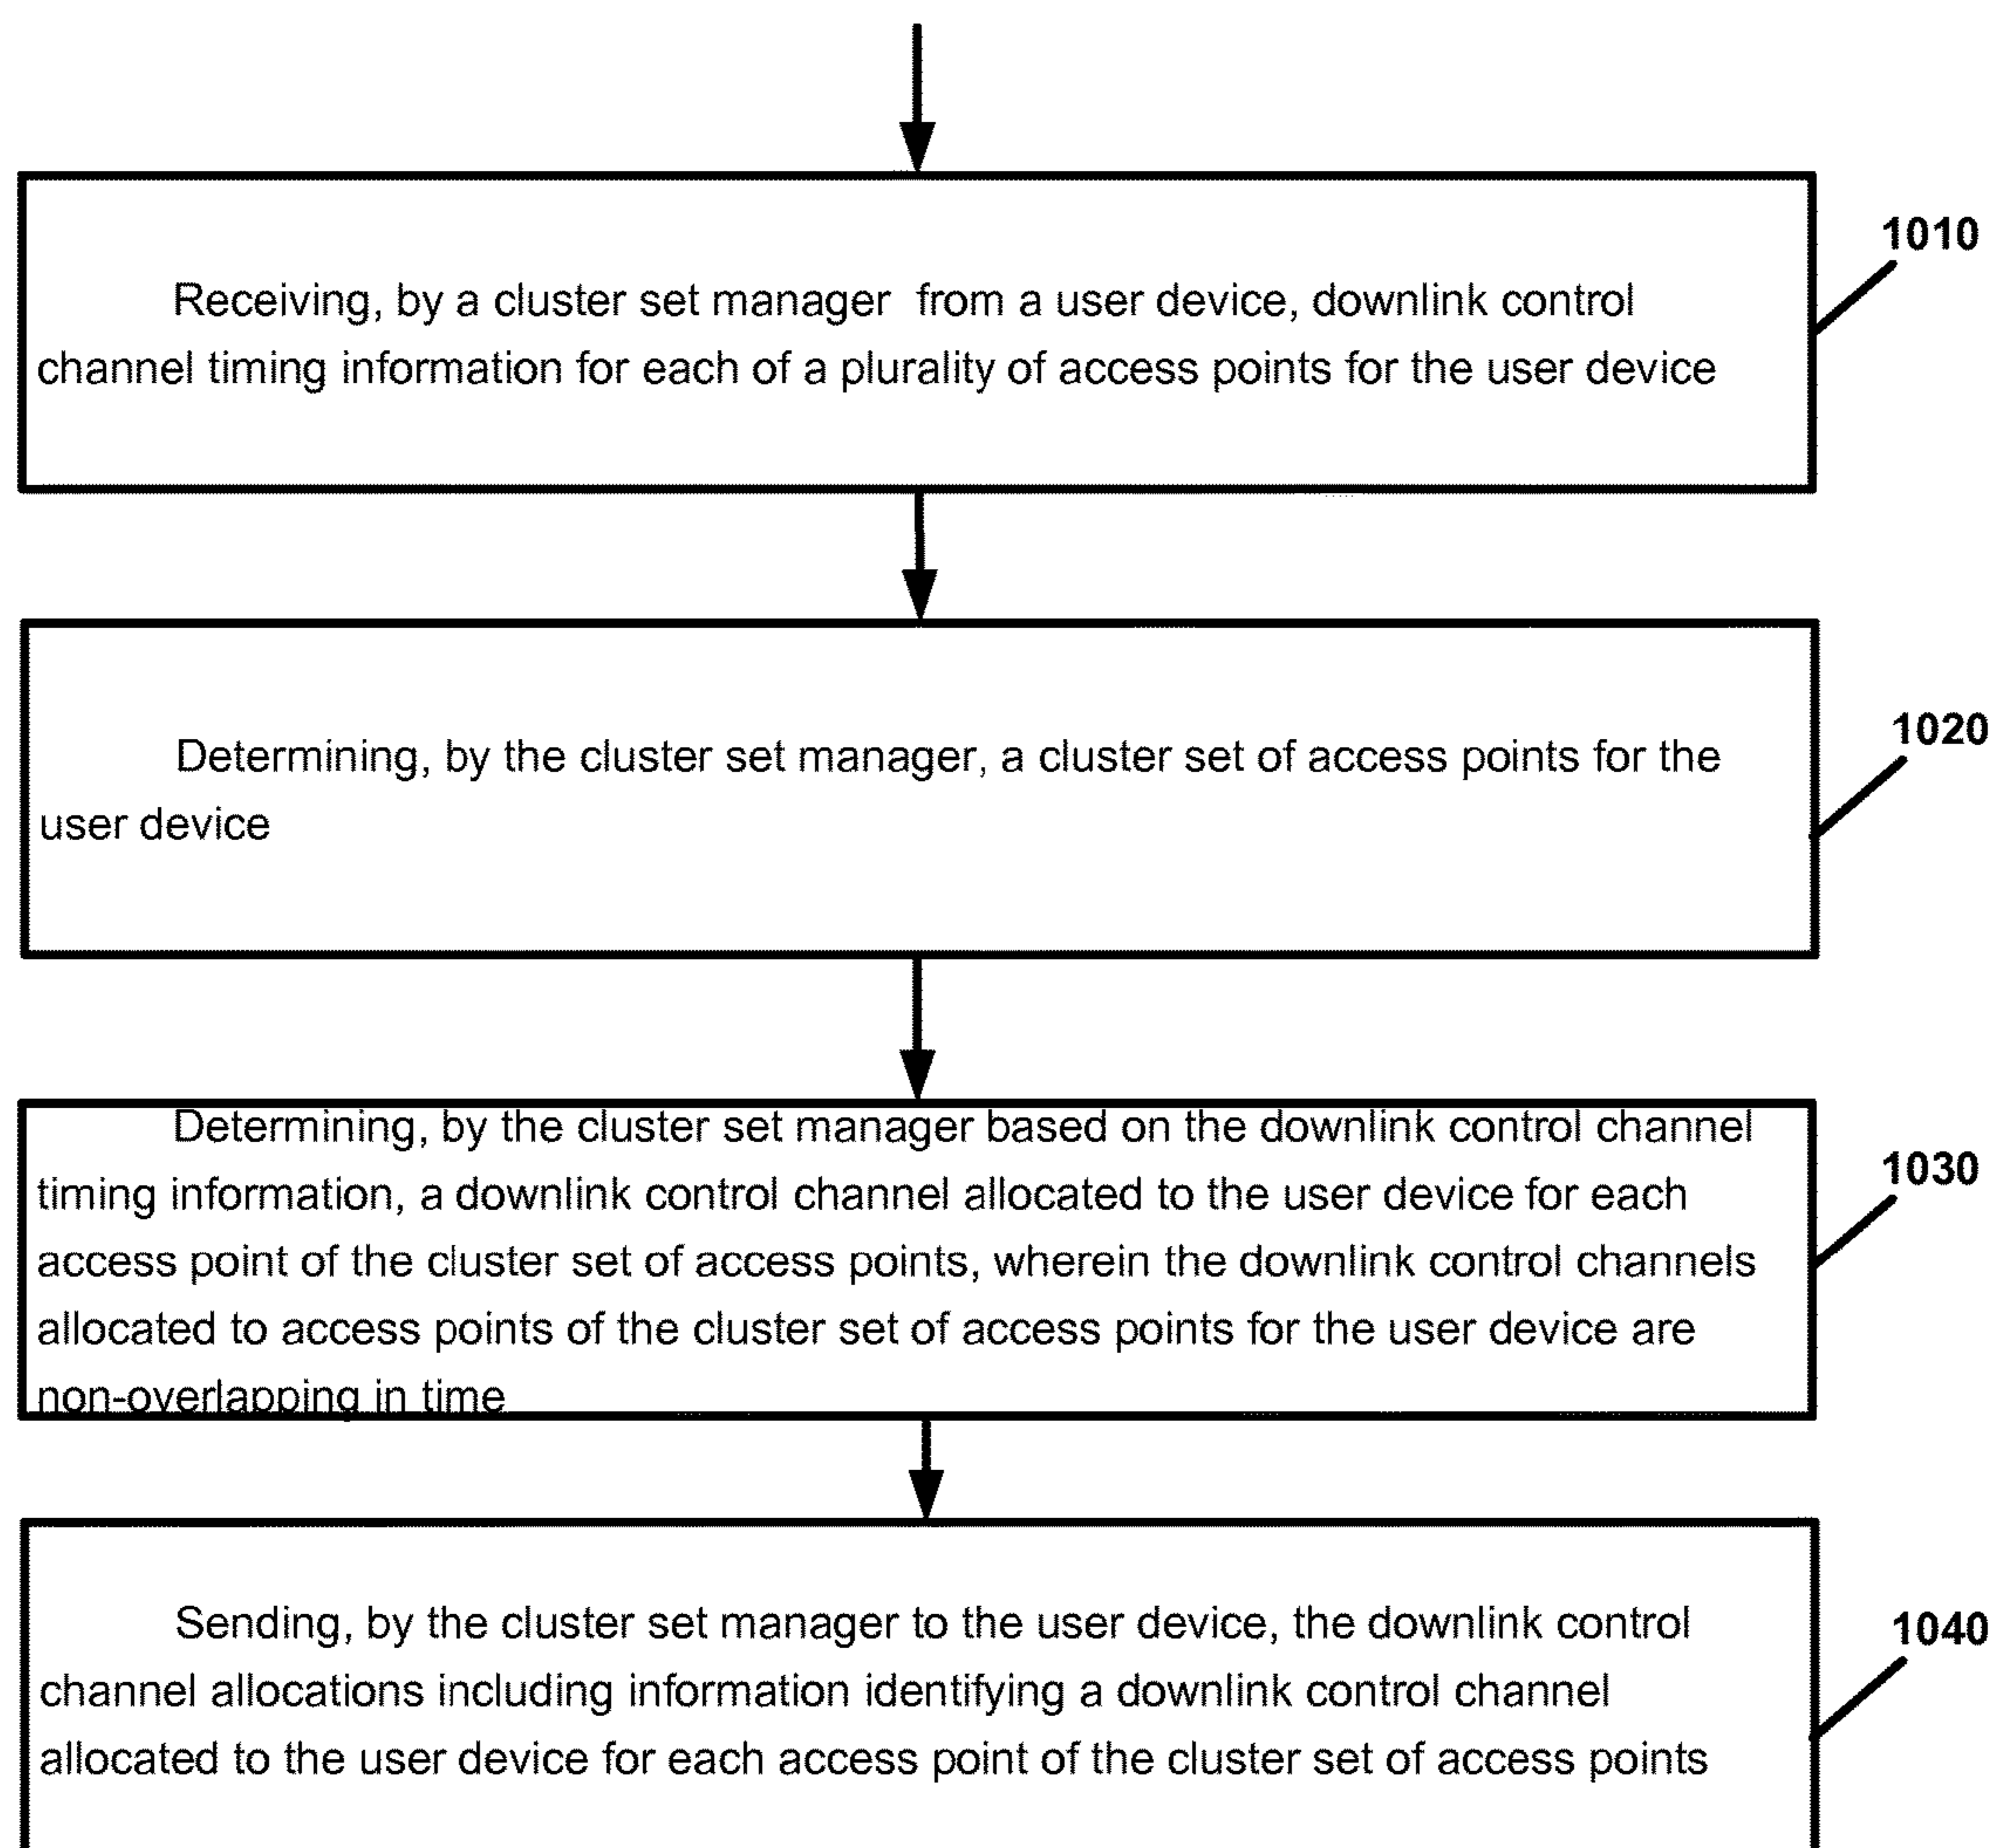 Receiving, by a cluster set manager from a user device, downlink control
1010
channel timing information for each of a plurality of access points for the user device
Determining, by the cluster set manager, a cluster set of access points for the
1020
user device
Determining, by the cluster set manager based on the downlink control channel
1030
timing information, a downlink control channel allocated to the user device for each
access point of the cluster set of access points, wherein the downlink control channels
allocated to access points of the cluster set of access points for the user device are
non-overlapping in time
Sending, by the cluster set manager to the user device, the downlink control
1040
channel allocations including information identifying a downlink control channel
allocated to the user device for each access point of the cluster set of access points